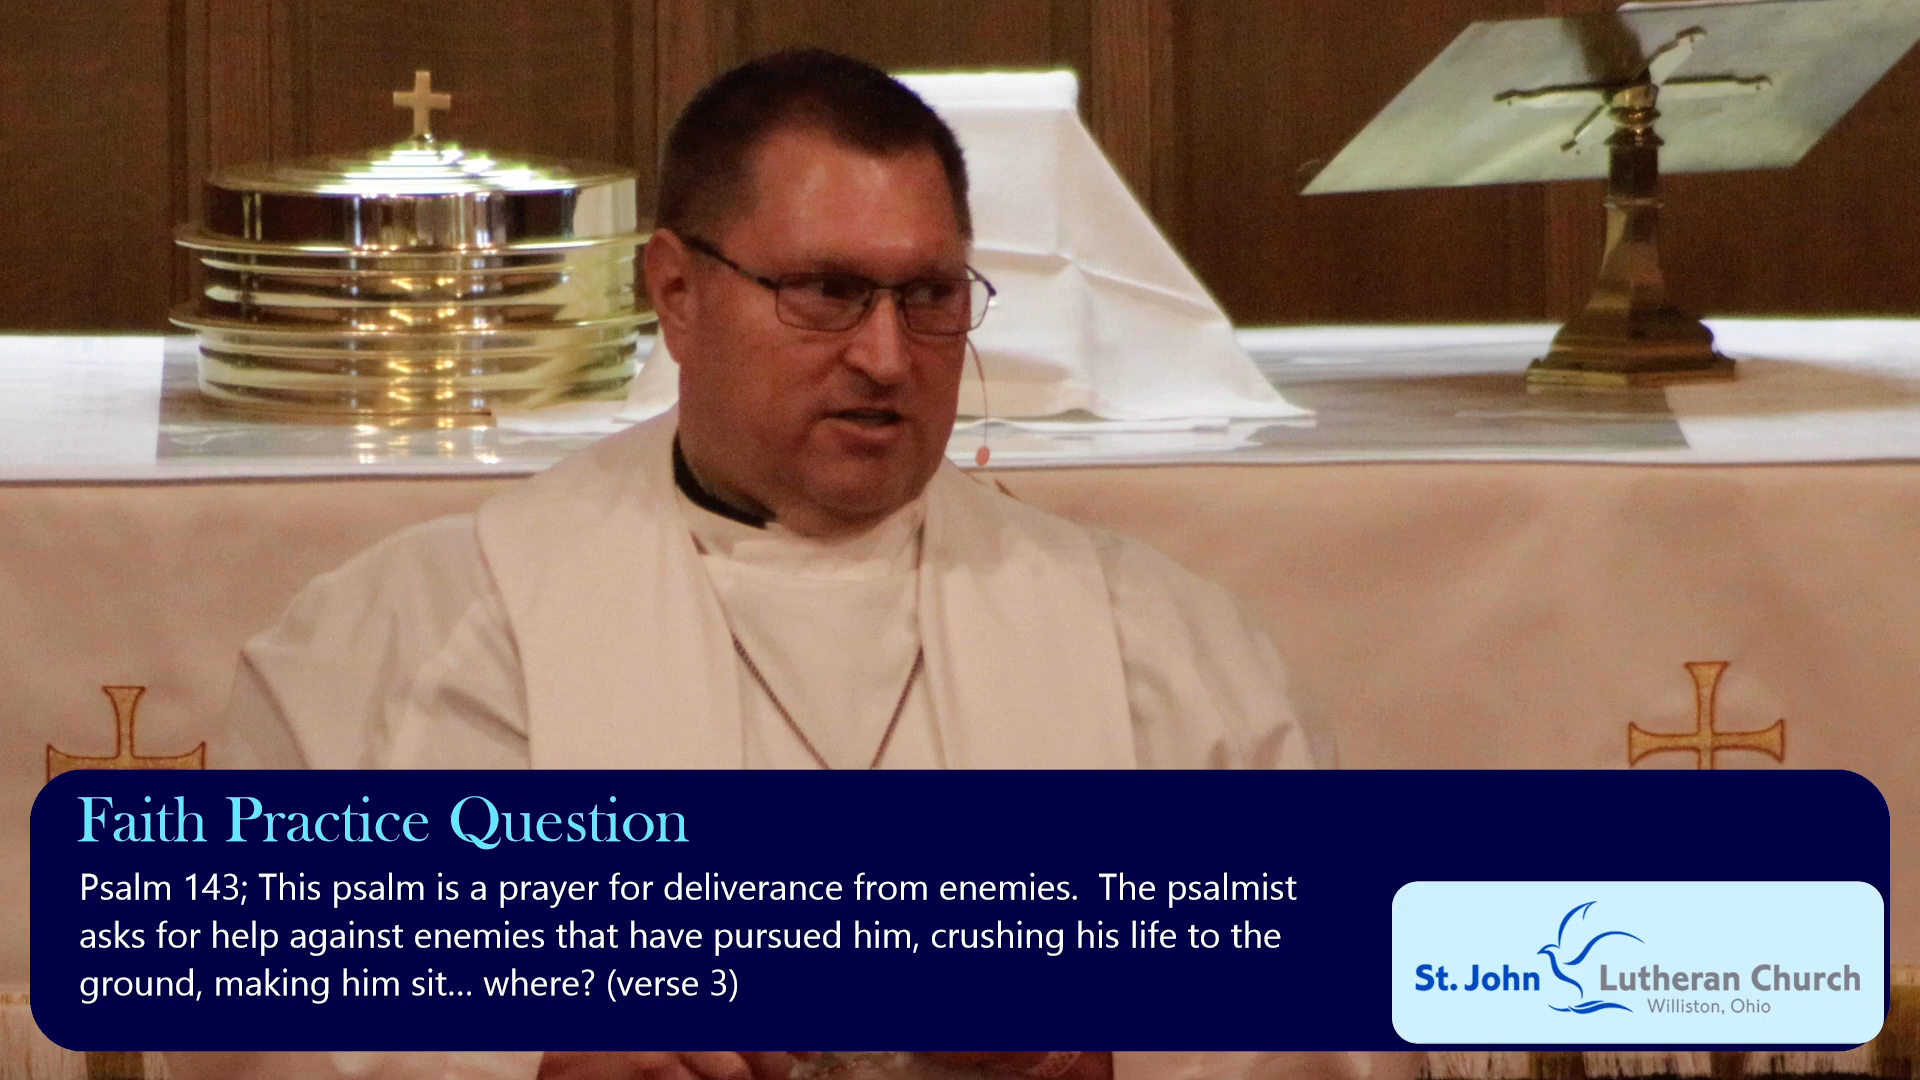 Faith Practice Question
Psalm 143; This psalm is a prayer for deliverance from enemies.  The psalmist
asks for help against enemies that have pursued him, crushing his life to the
ground, making him sit... where? (verse 3)
St. John Lutheran Church
Williston, Ohio